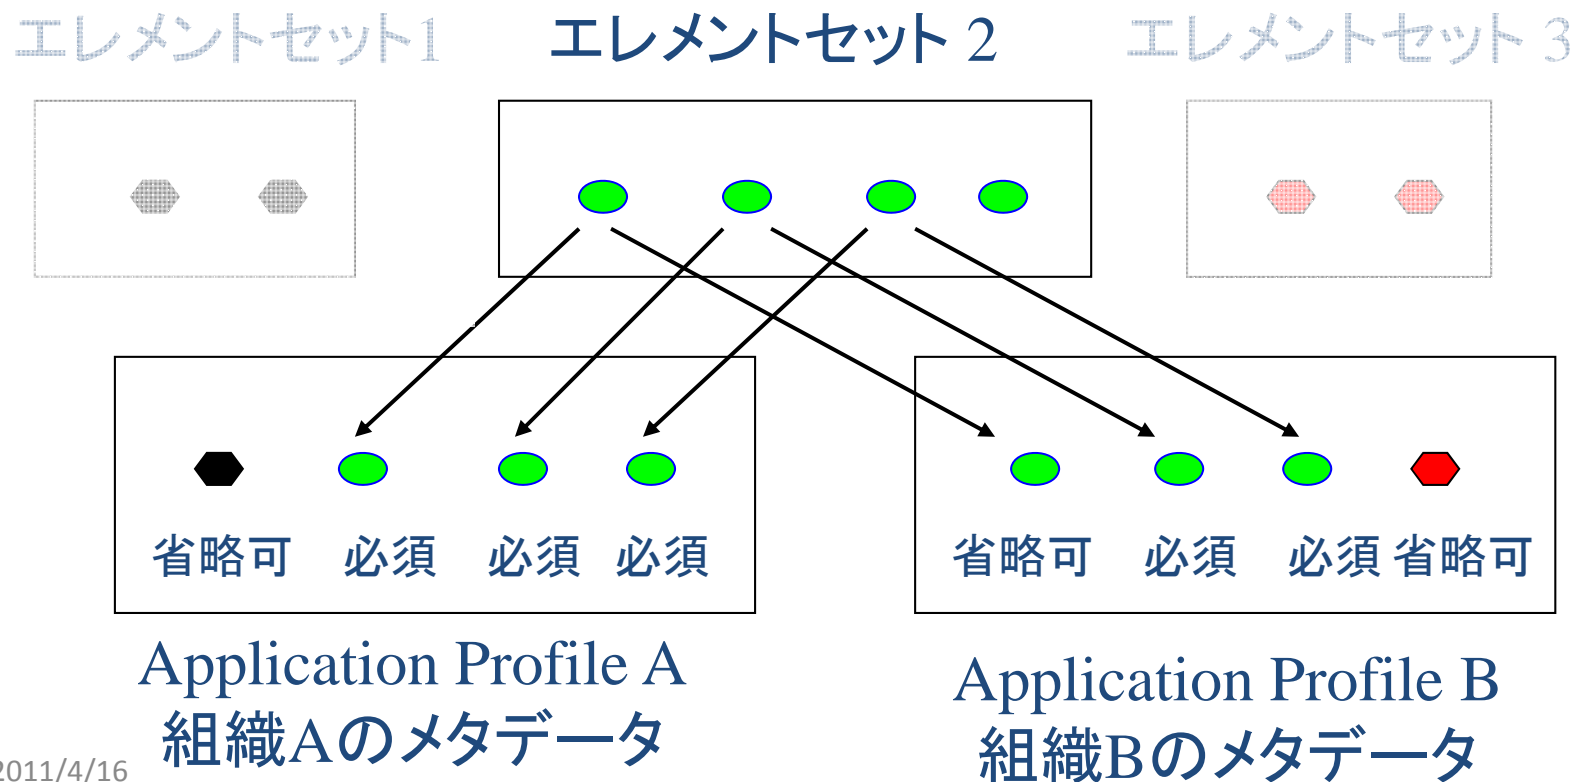 エレメントセット1 エレメントセット 2 エレメントセット 3
省略可 必須 必須 必須 省略可 必須 必須 省略可
Application Profile A
組織Aのメタデータ
Application Profile B
組織Bのメタデータ
2011/4/16